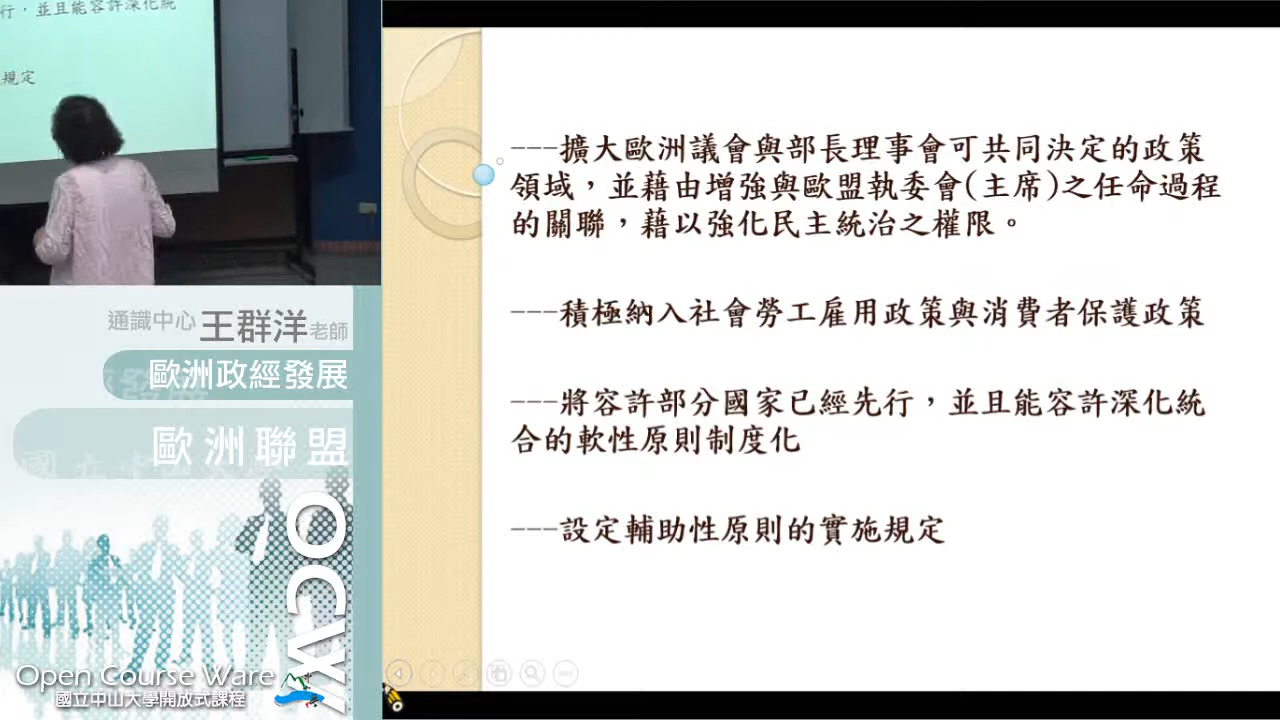 行，並且能容許深化統
規定
通識中心 王群洋老師
歐洲政經發展
歐洲聯盟
OCW
Open Course Ware
國立中山大學開放式課程
---擴大歐洲議會與部長理事會可共同決定的政策
領域，並藉由增強與歐盟執委會(主席)之任命過程
的關聯，藉以強化民主統治之權限。
---積極納入社會勞工雇用政策與消費者保護政策
---將容許部分國家已經先行，並且能容許深化統
合的軟性原則制度化
---設定輔助性原則的實施規定